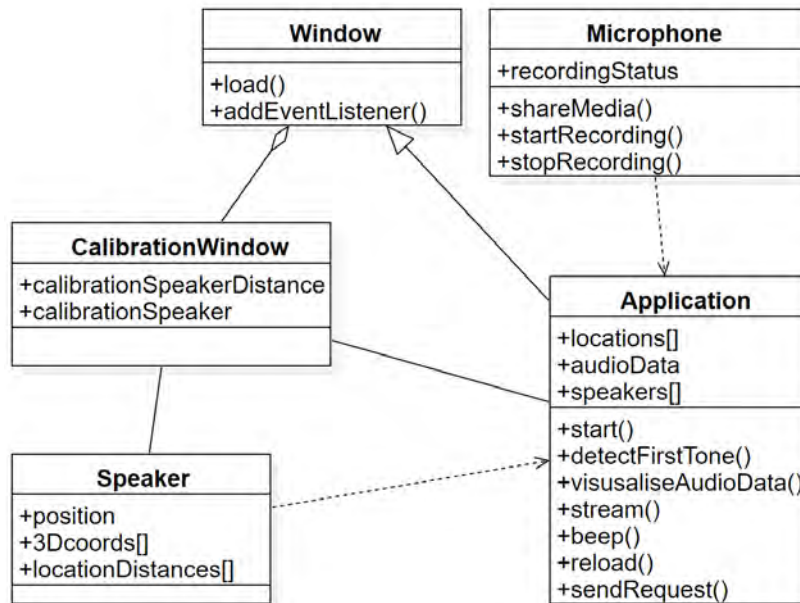 Window
+load()
+addEventListener()
Microphone
+recordingStatus
+shareMedia()
+startRecording()
+stopRecording()
CalibrationWindow
+calibrationSpeakerDistance
+calibrationSpeaker
Application
+locations[]
+audioData
+speakers[]
+start()
+detectFirstTone()
+visusaliseAudioData()
+stream()
+beep()
+reload()
+sendRequest()
Speaker
+position
+3Dcoords[]
+locationDistances[]